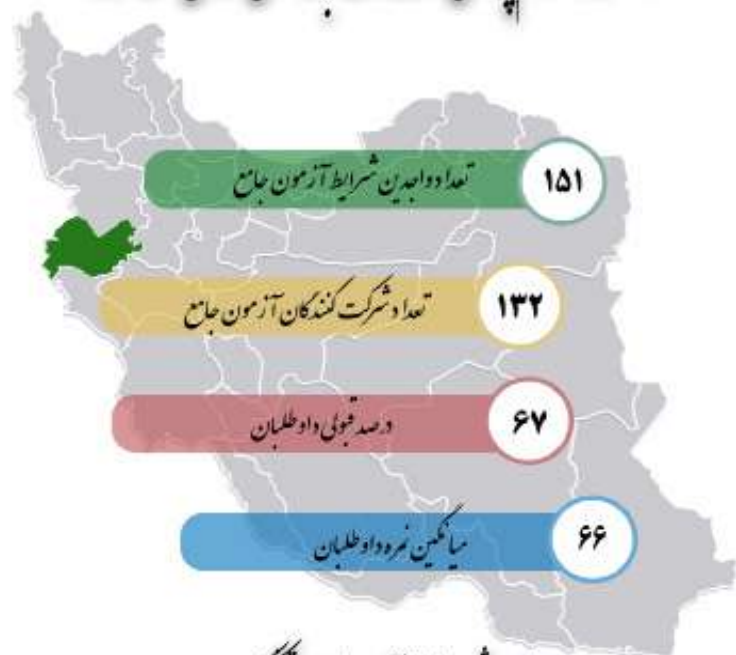 ۱۵۱ تعداد واجدین شرایط آزمون جامع
۱۳۲ تعداد شرکت کنندگان آزمون جامع
۶۷ درصد قبولی داوطلبان
۶۶ میانگین نمره داوطلبان